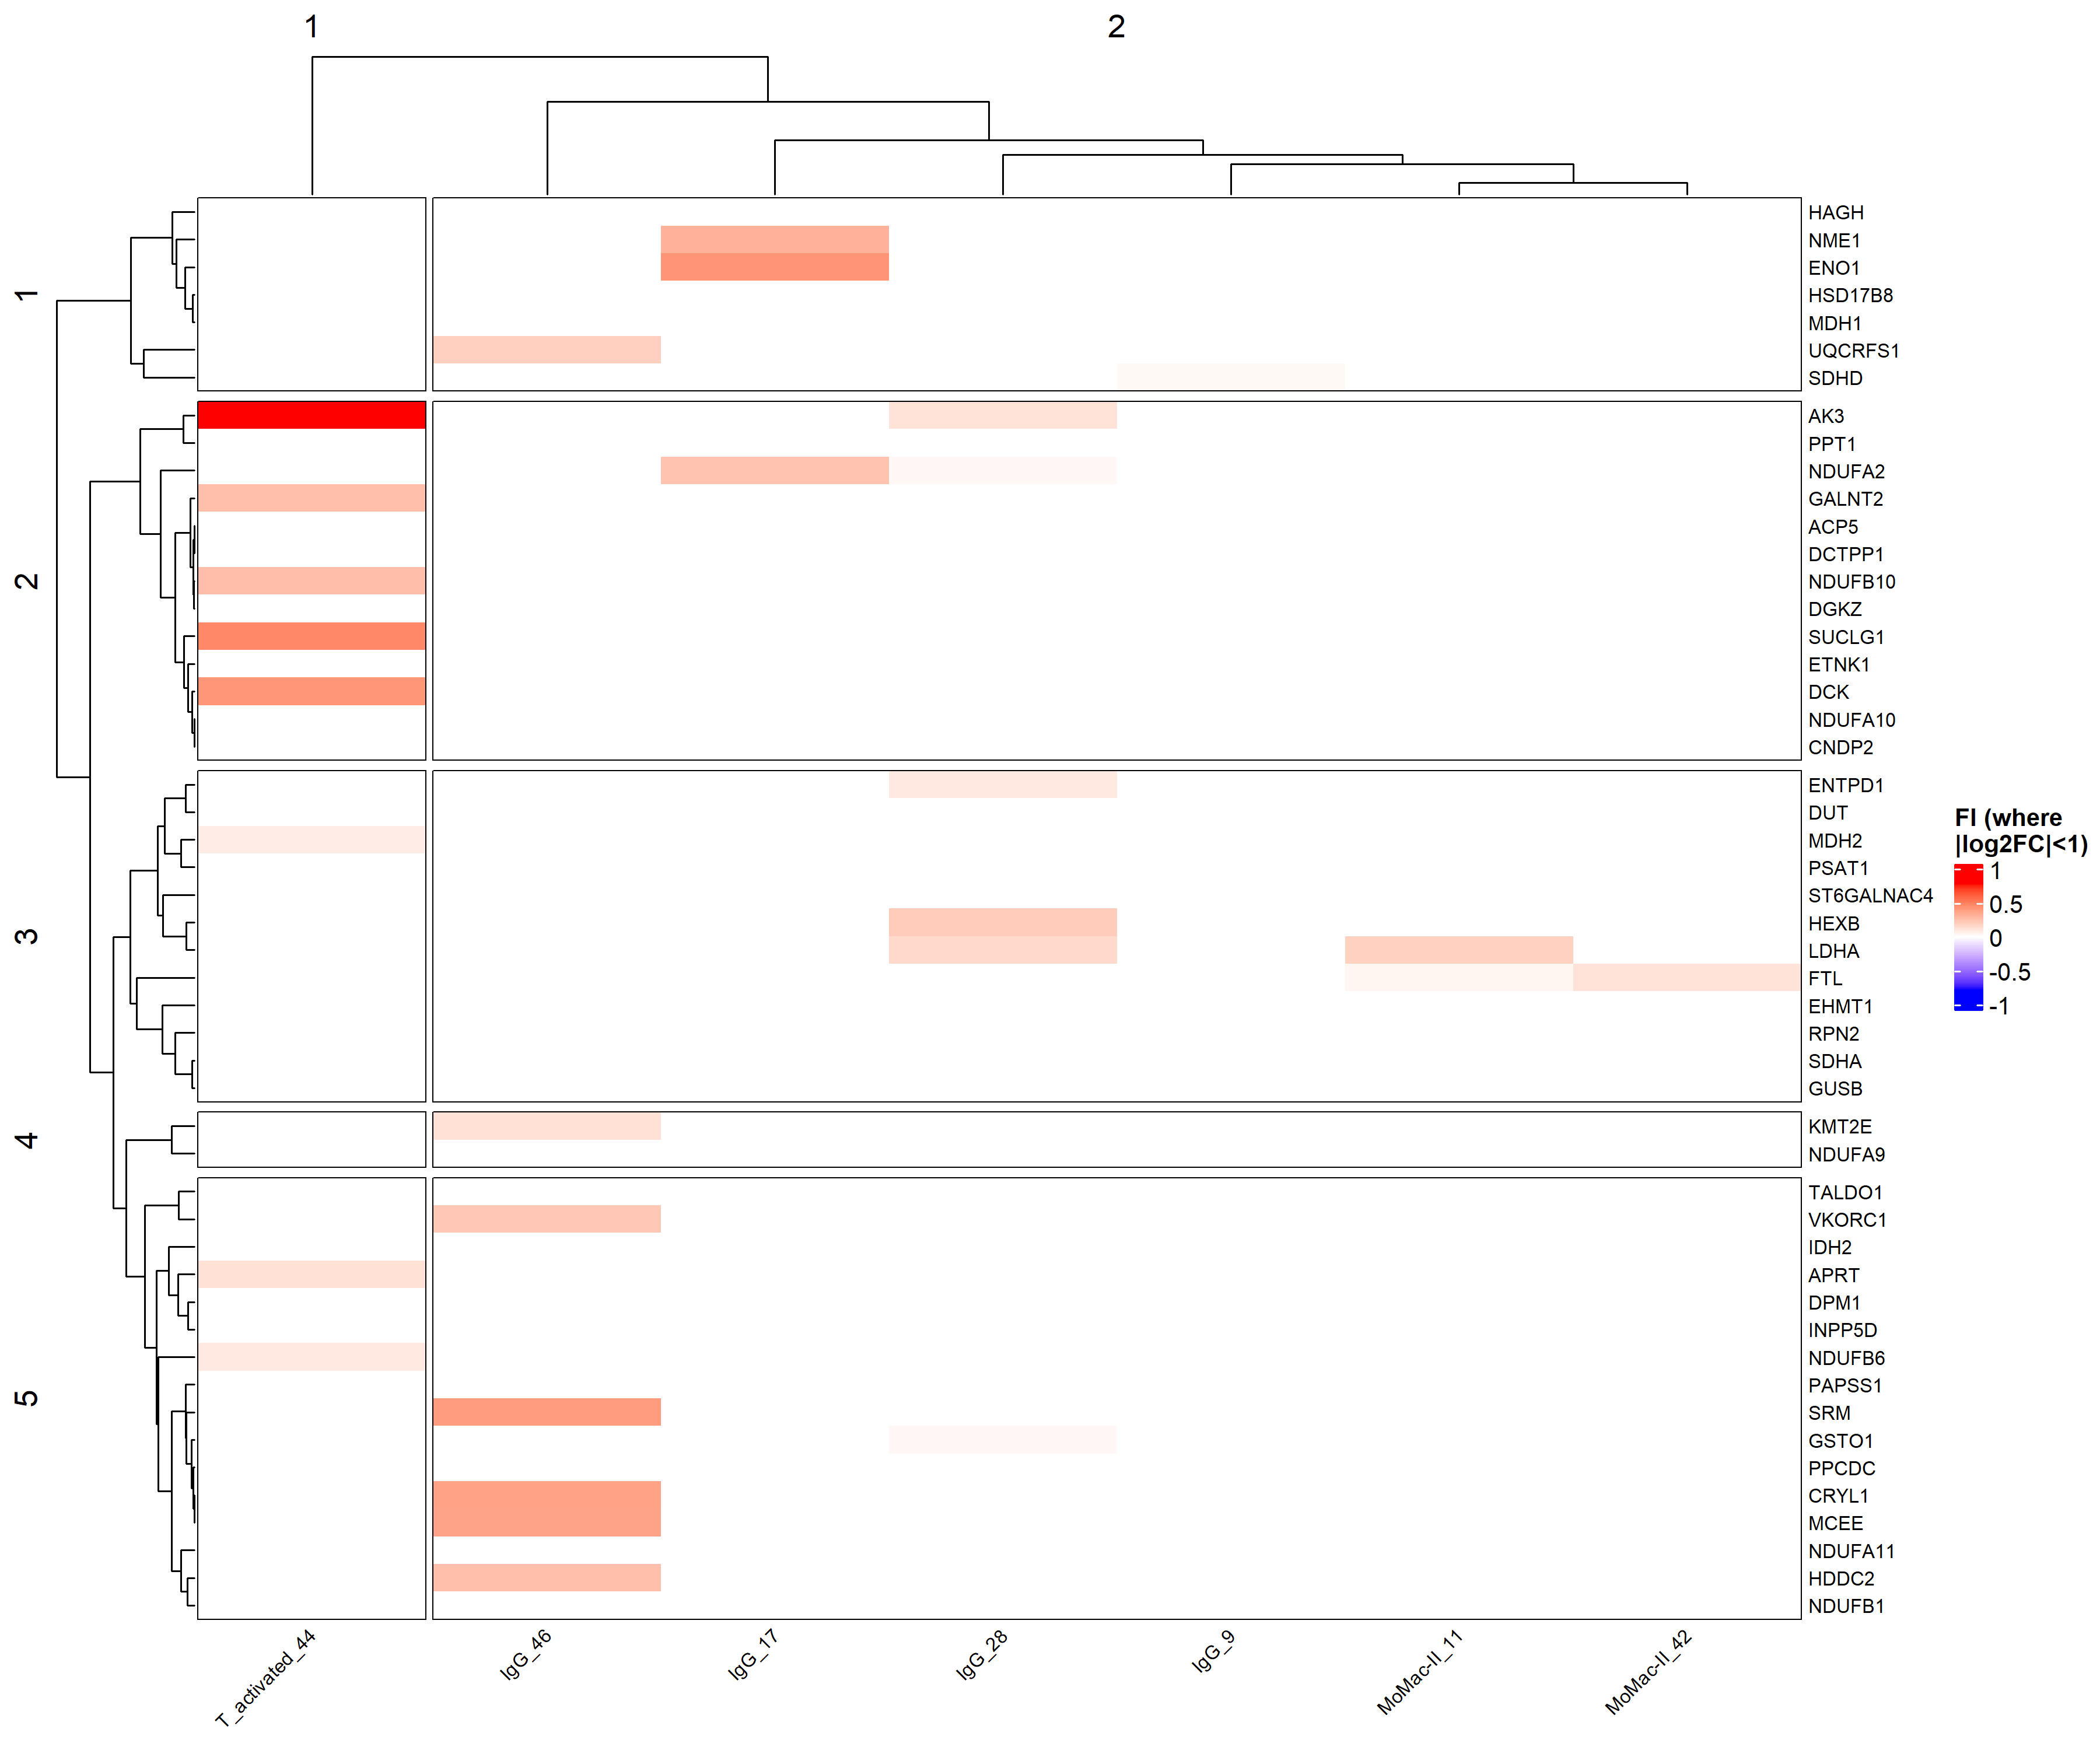 1
2
1
2
3
4
5
HAGH
NME1
ENO1
HSD17B8
MDH1
UQCRFS1
SDHD
AK3
PPT1
NDUFA2
GALNT2
ACP5
DCTPP1
NDUFB10
DGKZ
SUCLG1
ETNK1
DCK
NDUFA10
CNDP2
ENTPD1
DUT
MDH2
PSAT1
ST6GALNAC4
HEXB
LDHA
FTL
EHMT1
RPN2
SDHA
GUSB
KMT2E
NDUFA9
TALDO1
VKORC1
IDH2
APRT
DPM1
INPP5D
NDUFB6
PAPSS1
SRM
GSTO1
PPCDC
CRYL1
MCEE
NDUFA11
HDDC2
NDUFB1
FI (where
|log2FC|<1)
1
0.5
0
-0.5
-1
T_activated_44
IgG_46
IgG_17
IgG_28
IgG_9
MoMac-II_11
MoMac-II_42